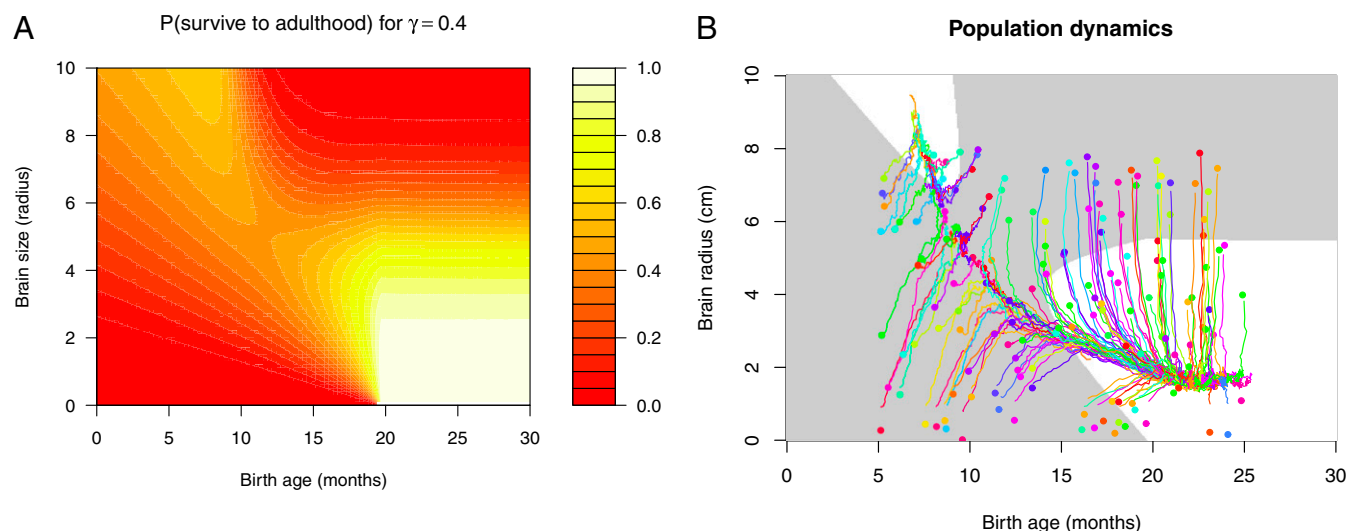 A
P(survive to adulthood) for γ = 0.4
Brain size (radius)
10
8
6
4
2
0
0 5 10 15 20 25 30
Birth age (months)
1.0
0.8
0.6
0.4
0.2
0.0
B
Population dynamics
Brain radius (cm)
10
8
6
4
2
0
0 5 10 15 20 25 30
Birth age (months)